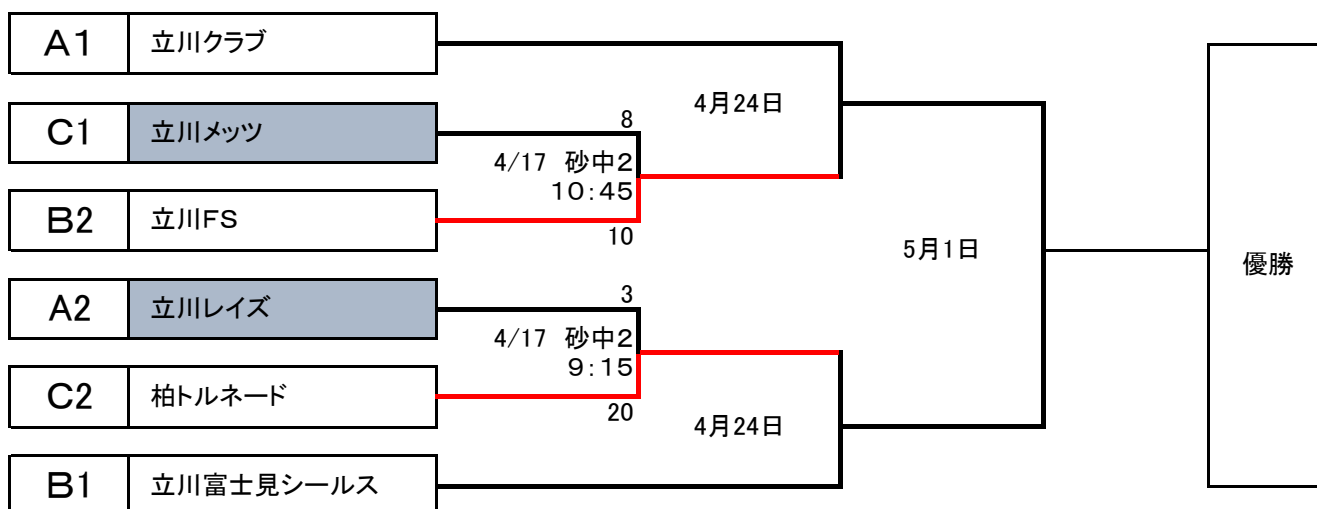 A1 立川クラブ
4月24日
C1 立川メッツ
8
4/17 砂中2
10:45
B2 立川FS
10
5月1日
優勝
A2 立川レイズ
3
4/17 砂中2
9:15
C2 柏トルネード
20
4月24日
B1 立川富士見シールス